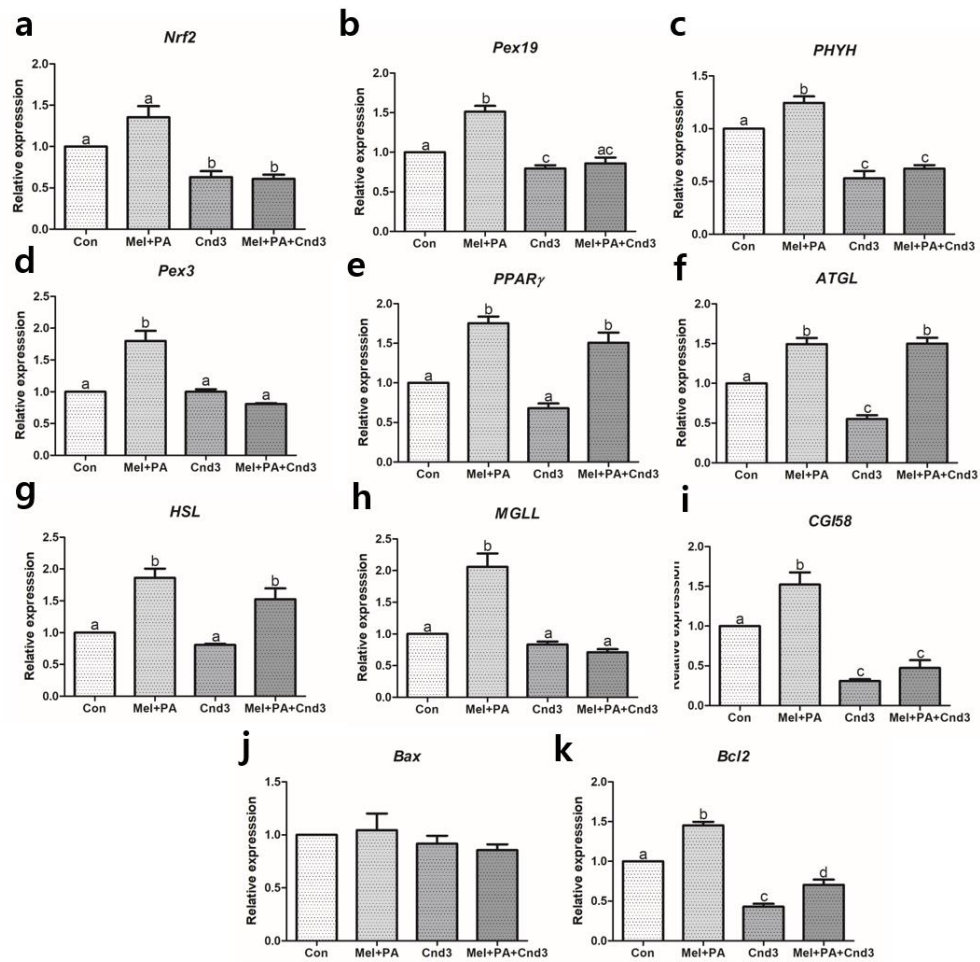 a
Nrf2
Relative expresssion
2.0
1.5
1.0
0.5
0.0
a
a
b
b
Con Mel+PA Cnd3 Mel+PA+Cnd3
b
Pex19
Relative expresssion
2.0
1.5
1.0
0.5
0.0
a
b
c
ac
Con Mel+PA Cnd3 Mel+PA+Cnd3
c
PHYH
Relative expresssion
1.5
1.0
0.5
0.0
a
b
c
c
Con Mel+PA Cnd3 Mel+PA+Cnd3
d
Pex3
Relative expresssion
2.5
2.0
1.5
1.0
0.5
0.0
a
b
a
a
Con Mel+PA Cnd3 Mel+PA+Cnd3
e
PPARγ
Relative expresssion
2.0
1.5
1.0
0.5
0.0
a
b
a
b
Con Mel+PA Cnd3 Mel+PA+Cnd3
f
ATGL
Relative expresssion
2.0
1.5
1.0
0.5
0.0
a
b
c
b
Con Mel+PA Cnd3 Mel+PA+Cnd3
g
HSL
Relative expresssion
2.5
2.0
1.5
1.0
0.5
0.0
a
b
a
b
Con Mel+PA Cnd3 Mel+PA+Cnd3
h
MGLL
Relative expresssion
2.5
2.0
1.5
1.0
0.5
0.0
a
b
a
a
Con Mel+PA Cnd3 Mel+PA+Cnd3
i
CGI58
Relative expresssion
2.0
1.5
1.0
0.5
0.0
a
b
c
c
Con Mel+PA Cnd3 Mel+PA+Cnd3
j
Bax
Relative expresssion
1.5
1.0
0.5
0.0
Con Mel+PA Cnd3 Mel+PA+Cnd3
k
Bcl2
Relative expresssion
2.0
1.5
1.0
0.5
0.0
a
b
c
d
Con Mel+PA Cnd3 Mel+PA+Cnd3